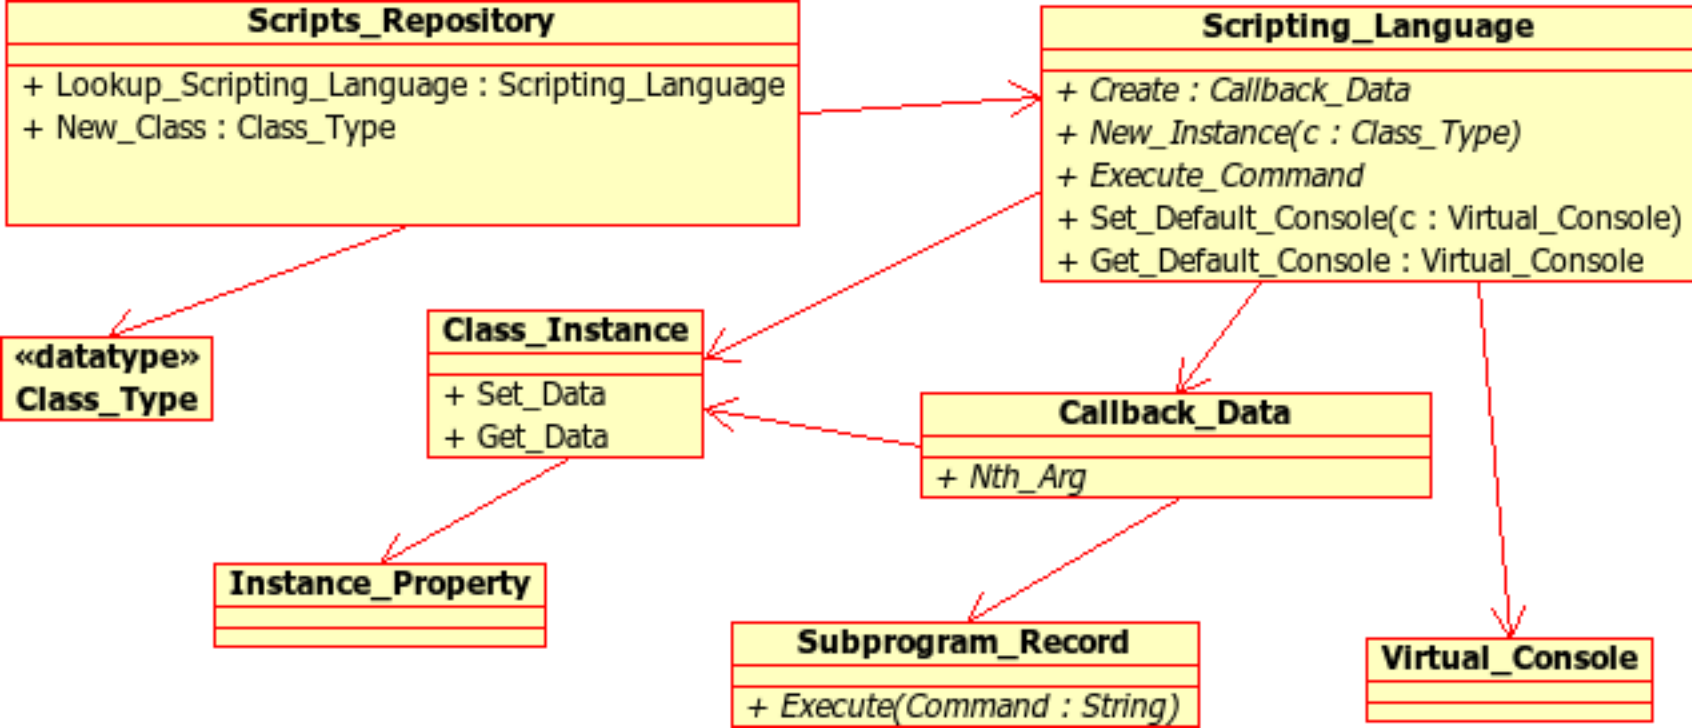 Scripts_Repository
+ Lookup_Scripting_Language : Scripting_Language
+ New_Class : Class_Type
Scripting_Language
+ Create : Callback_Data
+ New_Instance(c : Class_Type)
+ Execute_Command
+ Set_Default_Console(c : Virtual_Console)
+ Get_Default_Console : Virtual_Console
«datatype»
Class_Type
Class_Instance
+ Set_Data
+ Get_Data
Callback_Data
+ Nth_Arg
Instance_Property
Subprogram_Record
+ Execute(Command : String)
Virtual_Console